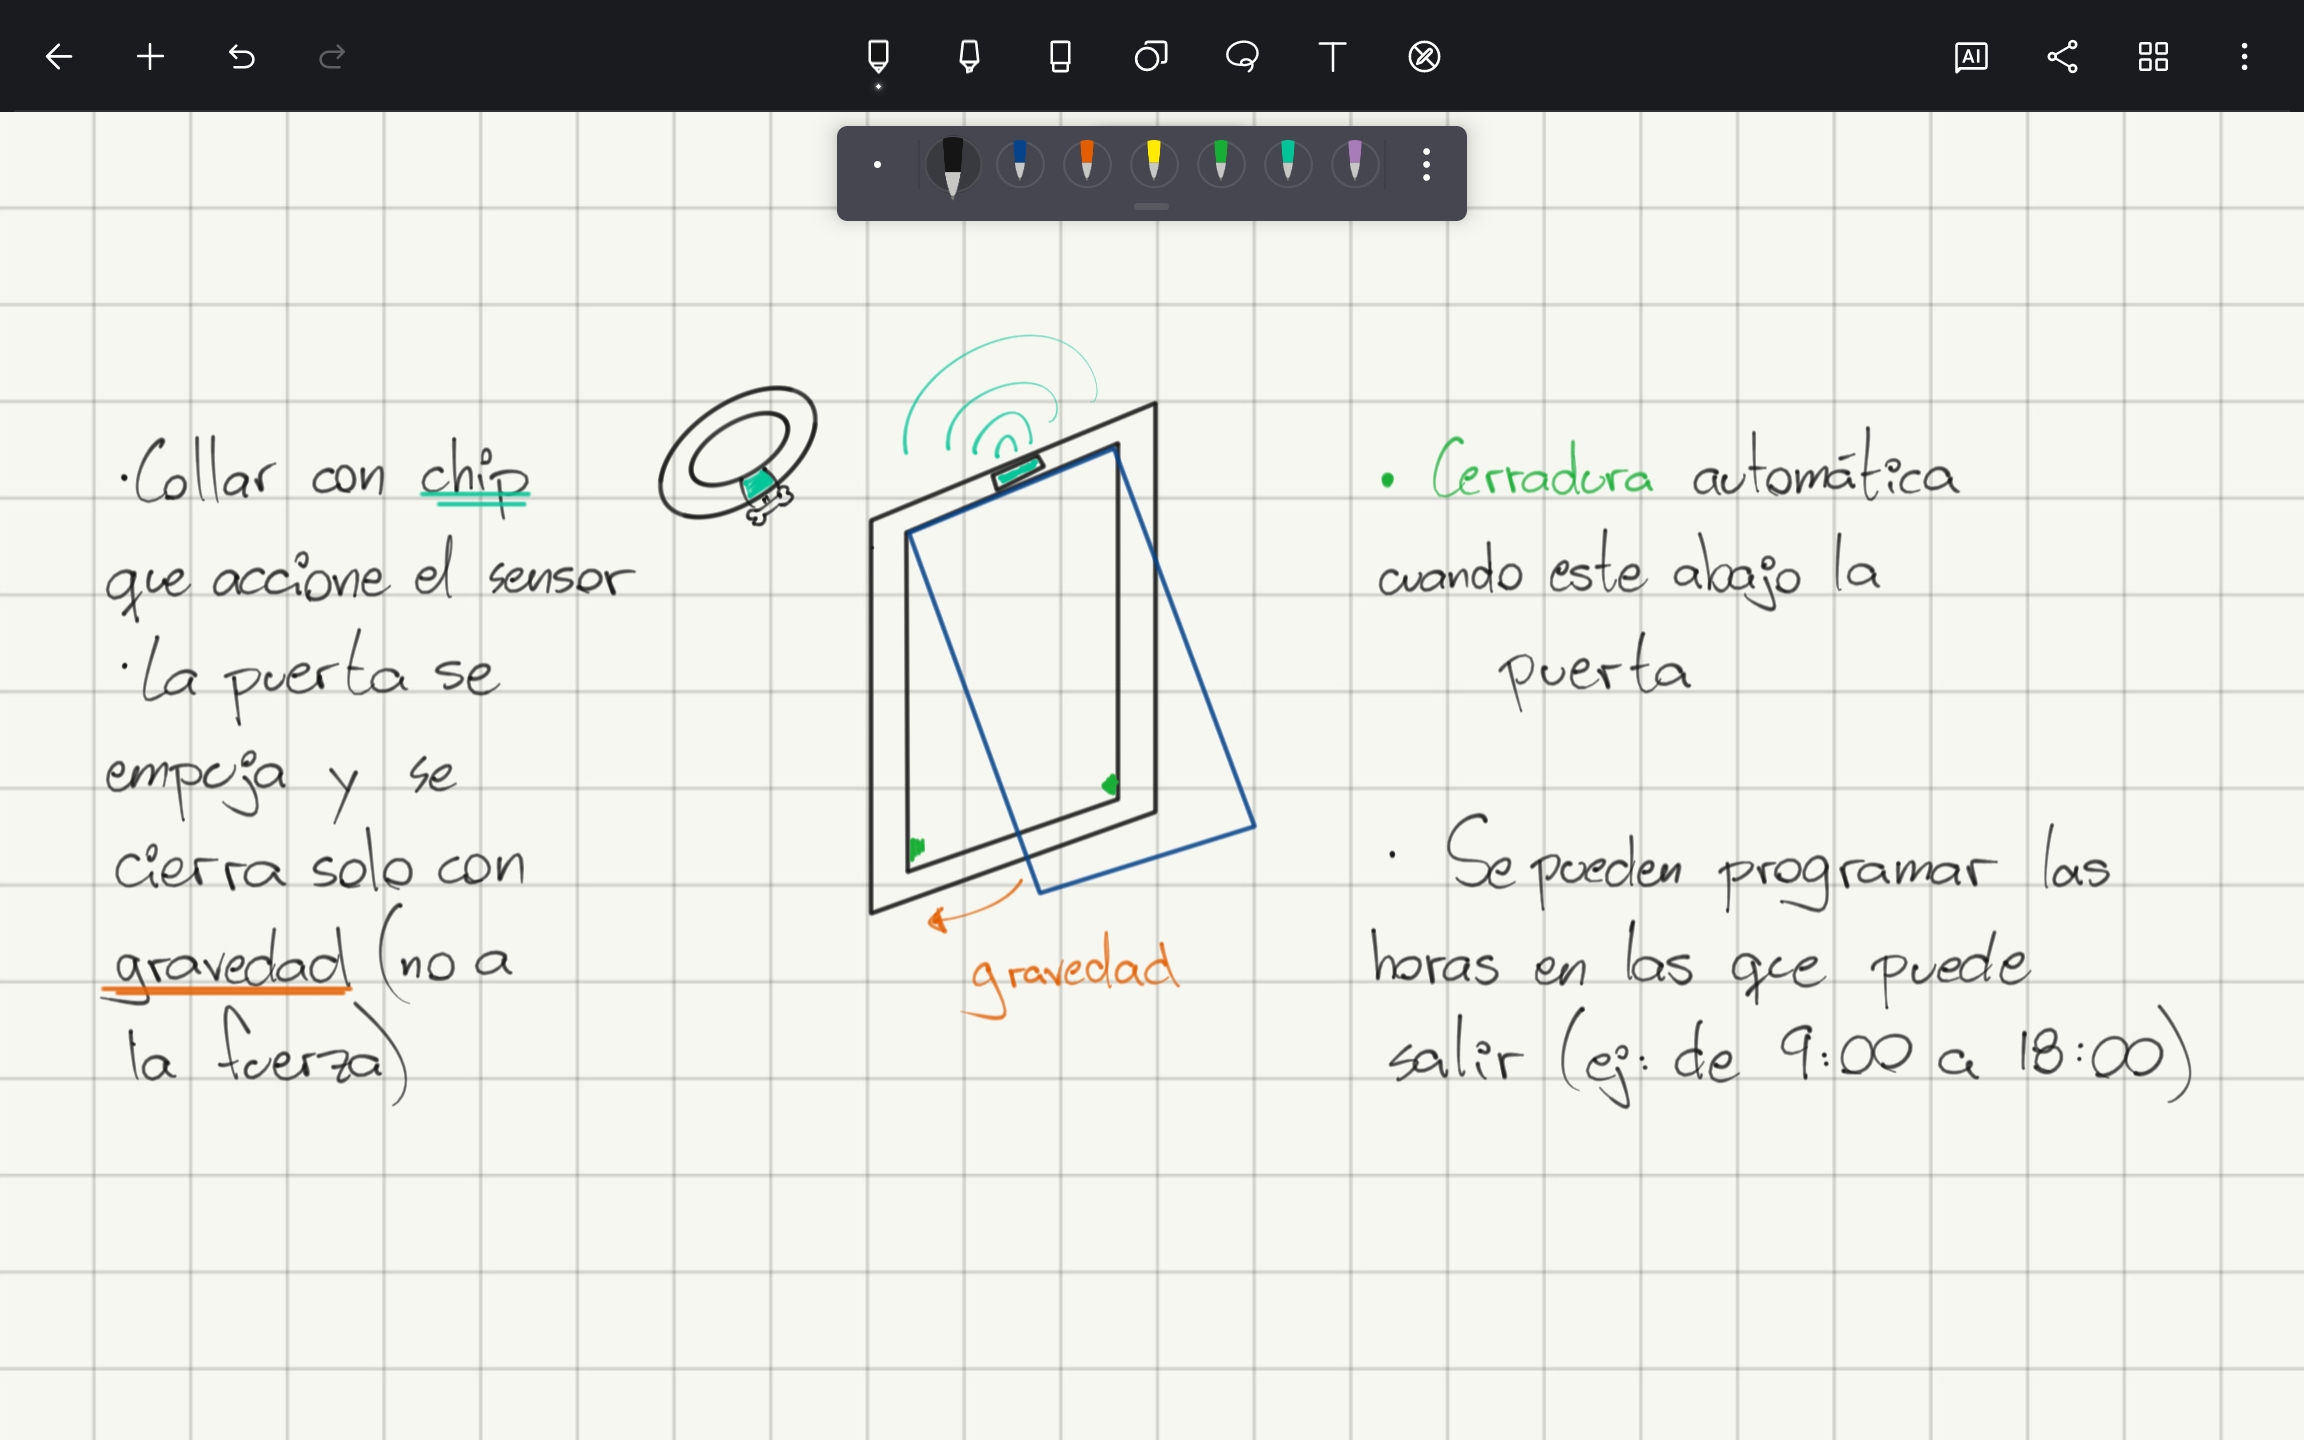 ·Collar con chip
que accione el sensor
·La puerta se
empuja y se
cierra solo con
gravedad (no a
la fuerza)
gravedad
· Cerradura automática
cuando este abajo la
puerta
· Se pueden programar las
horas en las que puede
salir (ej: de 9:00 a 18:00)
T
AI